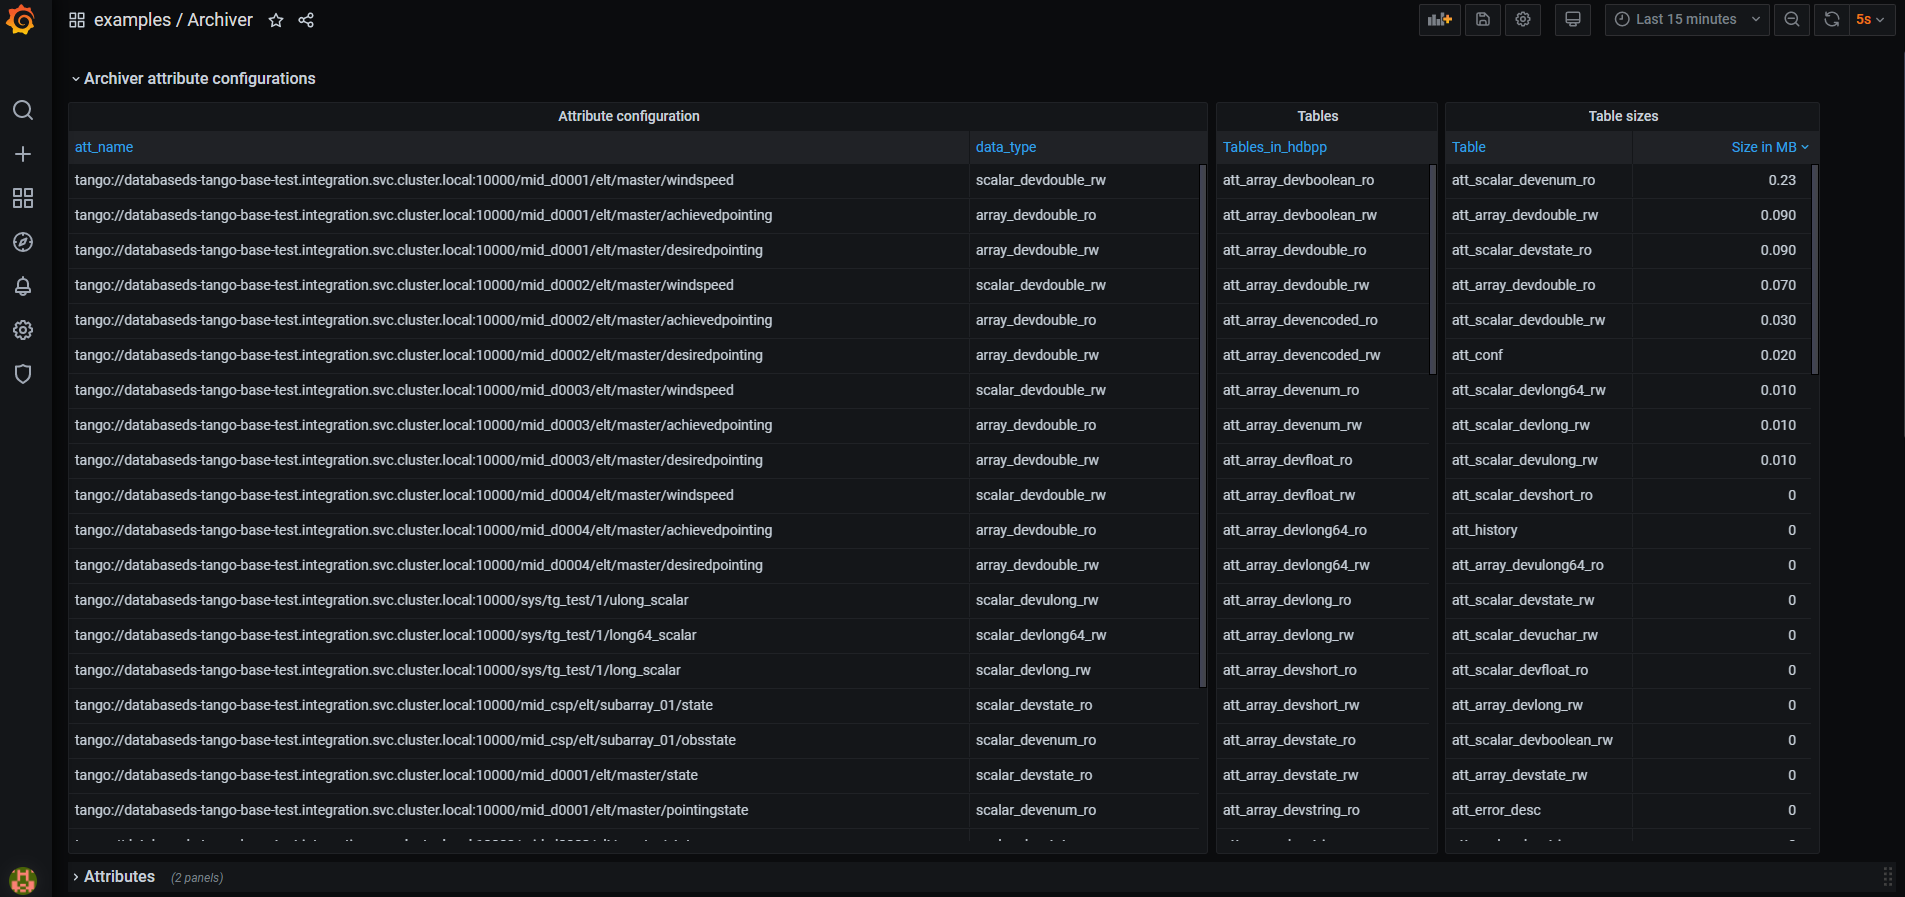 examples / Archiver
Last 15 minutes
5s
Archiver attribute configurations
Attribute configuration
att_name data_type
tango://databaseds-tango-base-test.integration.svc.cluster.local:10000/mid_d0001/elt/master/windspeed scalar_devdouble_rw
tango://databaseds-tango-base-test.integration.svc.cluster.local:10000/mid_d0001/elt/master/achievedpointing array_devdouble_ro
tango://databaseds-tango-base-test.integration.svc.cluster.local:10000/mid_d0001/elt/master/desiredpointing array_devdouble_rw
tango://databaseds-tango-base-test.integration.svc.cluster.local:10000/mid_d0002/elt/master/windspeed scalar_devdouble_rw
tango://databaseds-tango-base-test.integration.svc.cluster.local:10000/mid_d0002/elt/master/achievedpointing array_devdouble_ro
tango://databaseds-tango-base-test.integration.svc.cluster.local:10000/mid_d0002/elt/master/desiredpointing array_devdouble_rw
tango://databaseds-tango-base-test.integration.svc.cluster.local:10000/mid_d0003/elt/master/windspeed scalar_devdouble_rw
tango://databaseds-tango-base-test.integration.svc.cluster.local:10000/mid_d0003/elt/master/achievedpointing array_devdouble_ro
tango://databaseds-tango-base-test.integration.svc.cluster.local:10000/mid_d0003/elt/master/desiredpointing array_devdouble_rw
tango://databaseds-tango-base-test.integration.svc.cluster.local:10000/mid_d0004/elt/master/windspeed scalar_devdouble_rw
tango://databaseds-tango-base-test.integration.svc.cluster.local:10000/mid_d0004/elt/master/achievedpointing array_devdouble_ro
tango://databaseds-tango-base-test.integration.svc.cluster.local:10000/mid_d0004/elt/master/desiredpointing array_devdouble_rw
tango://databaseds-tango-base-test.integration.svc.cluster.local:10000/sys/tg_test/1/ulong_scalar scalar_devulong_rw
tango://databaseds-tango-base-test.integration.svc.cluster.local:10000/sys/tg_test/1/long64_scalar scalar_devlong64_rw
tango://databaseds-tango-base-test.integration.svc.cluster.local:10000/sys/tg_test/1/long_scalar scalar_devlong_rw
tango://databaseds-tango-base-test.integration.svc.cluster.local:10000/mid_csp/elt/subarray_01/state scalar_devstate_ro
tango://databaseds-tango-base-test.integration.svc.cluster.local:10000/mid_csp/elt/subarray_01/obsstate scalar_devenum_ro
tango://databaseds-tango-base-test.integration.svc.cluster.local:10000/mid_d0001/elt/master/state scalar_devstate_ro
tango://databaseds-tango-base-test.integration.svc.cluster.local:10000/mid_d0001/elt/master/pointingstate scalar_devenum_ro
Tables
Tables_in_hdbpp
att_array_devboolean_ro
att_array_devboolean_rw
att_array_devdouble_ro
att_array_devdouble_rw
att_array_devencoded_ro
att_array_devencoded_rw
att_array_devenum_ro
att_array_devenum_rw
att_array_devfloat_ro
att_array_devfloat_rw
att_array_devlong64_ro
att_array_devlong64_rw
att_array_devlong_ro
att_array_devlong_rw
att_array_devshort_ro
att_array_devshort_rw
att_array_devstate_ro
att_array_devstate_rw
att_array_devstring_ro
Table sizes
Table Size in MB
att_scalar_devenum_ro 0.23
att_array_devdouble_rw 0.090
att_scalar_devstate_ro 0.090
att_array_devdouble_ro 0.070
att_scalar_devdouble_rw 0.030
att_conf 0.020
att_scalar_devlong64_rw 0.010
att_scalar_devlong_rw 0.010
att_scalar_devulong_rw 0.010
att_scalar_devshort_ro 0
att_history 0
att_array_devulong64_ro 0
att_scalar_devstate_rw 0
att_scalar_devuchar_rw 0
att_scalar_devfloat_ro 0
att_array_devlong_rw 0
att_scalar_devboolean_rw 0
att_array_devstate_rw 0
att_error_desc 0
Attributes (2 panels)